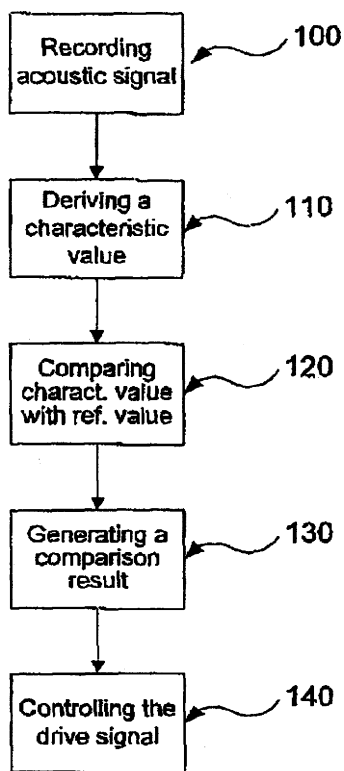 Recording
acoustic signal
100
Deriving a
characteristic
value
110
Comparing
charact. value
with ref. value
120
Generating a
comparison
result
130
Controlling the
drive signal
140